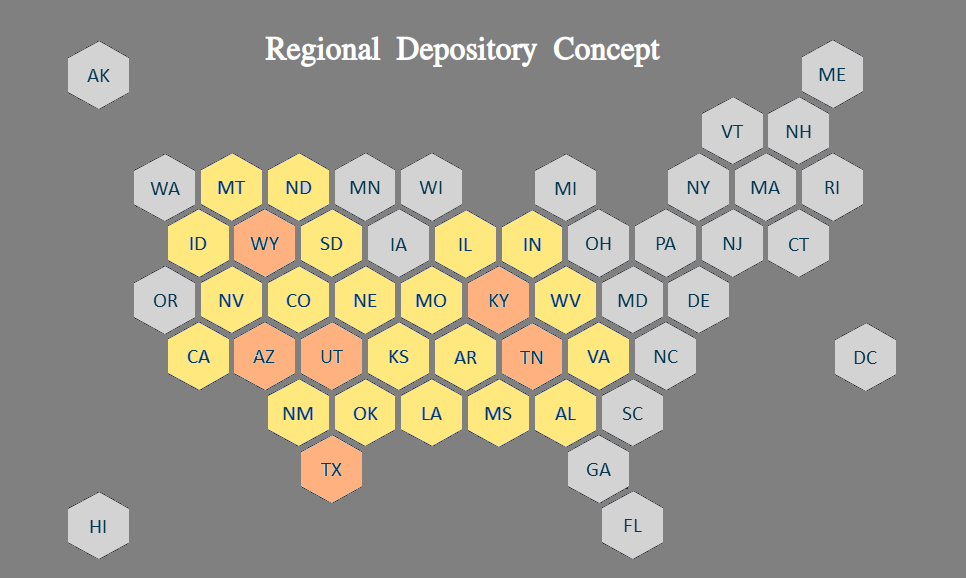 Regional Depository Concept
AK
ME
VT NH
WA MT ND MN WI MI NY MA RI
ID WY SD IA IL IN OH PA NJ CT
OR NV CO NE MO KY WV MD DE
CA AZ UT KS AR TN VA NC DC
NM OK LA MS AL SC
TX GA
HI FL